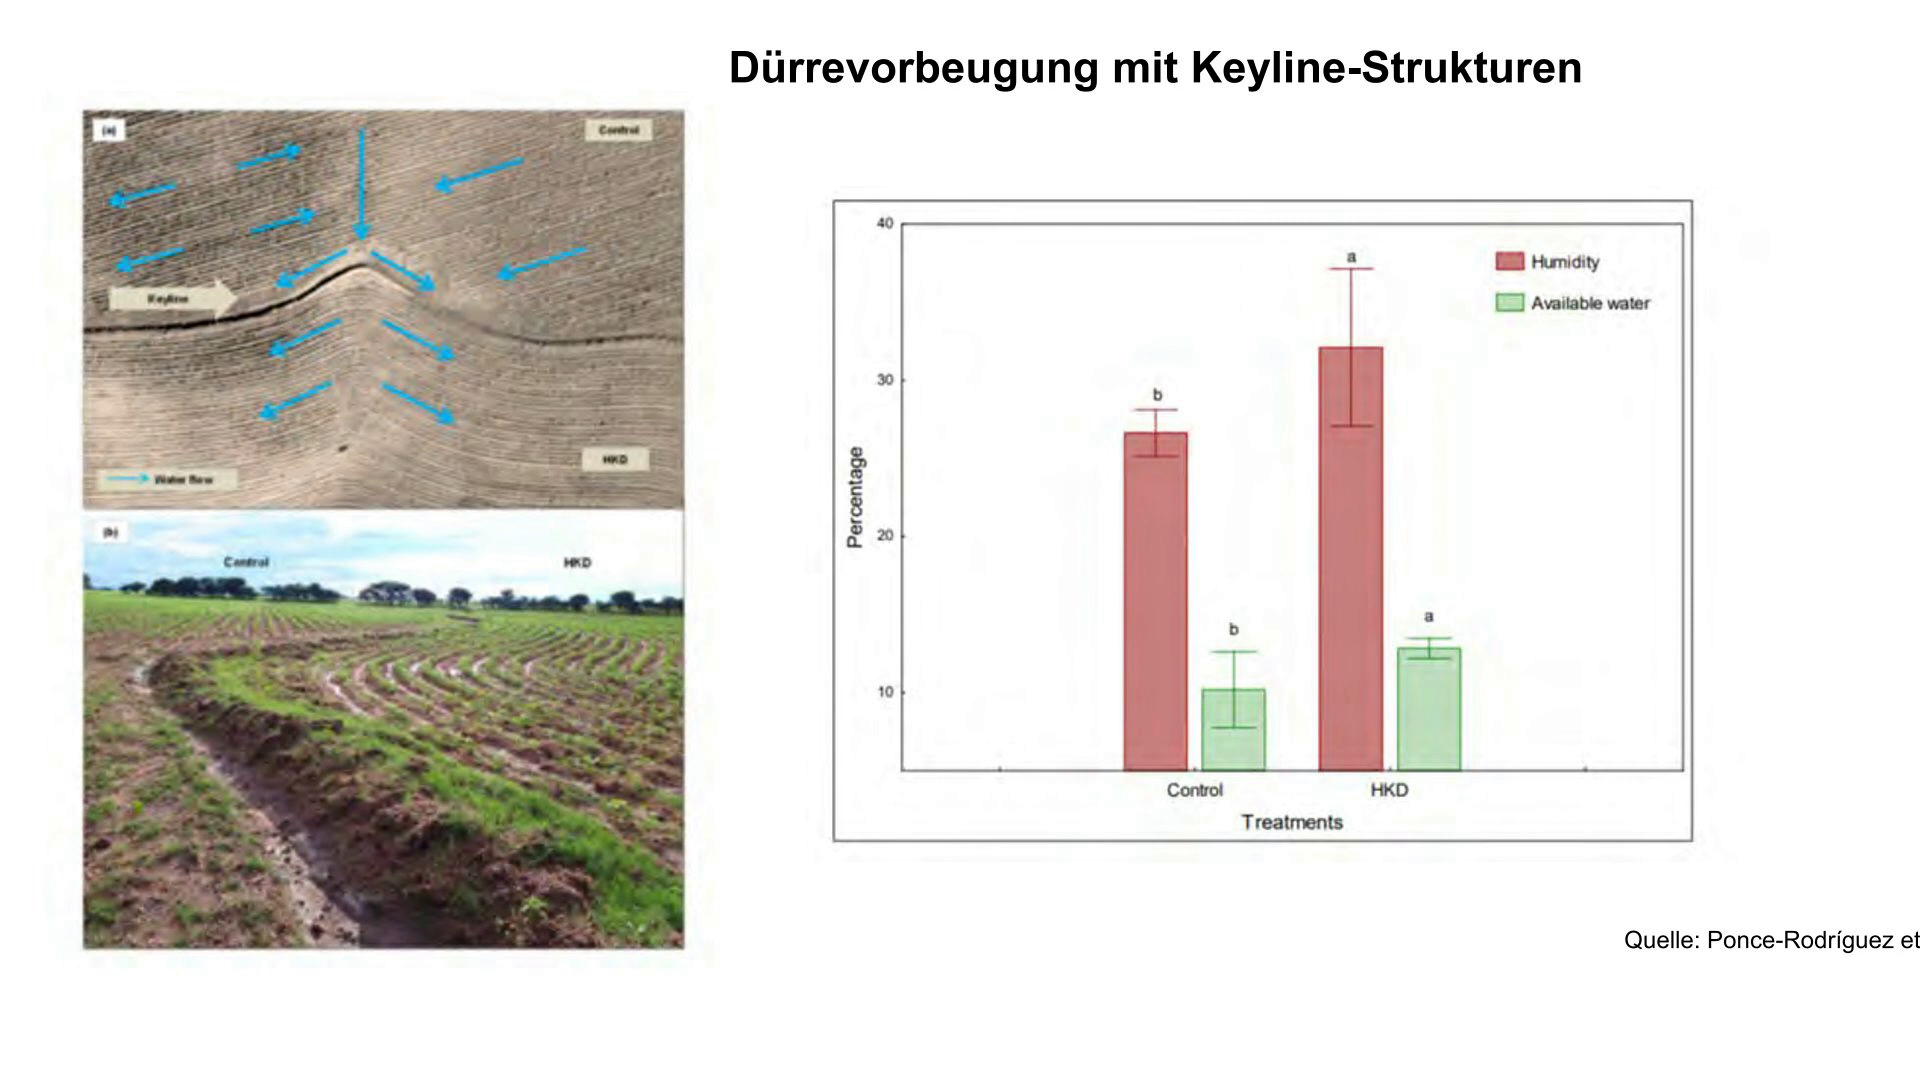 Dürrevorbeugung mit Keyline-Strukturen
(a)
Control
Keyline
HKD
Water flow
(b)
Control
HKD
40
30
20
10
Percentage
a
b
b
a
Humidity
Available water
Control
HKD
Treatments
Quelle: Ponce-Rodríguez et